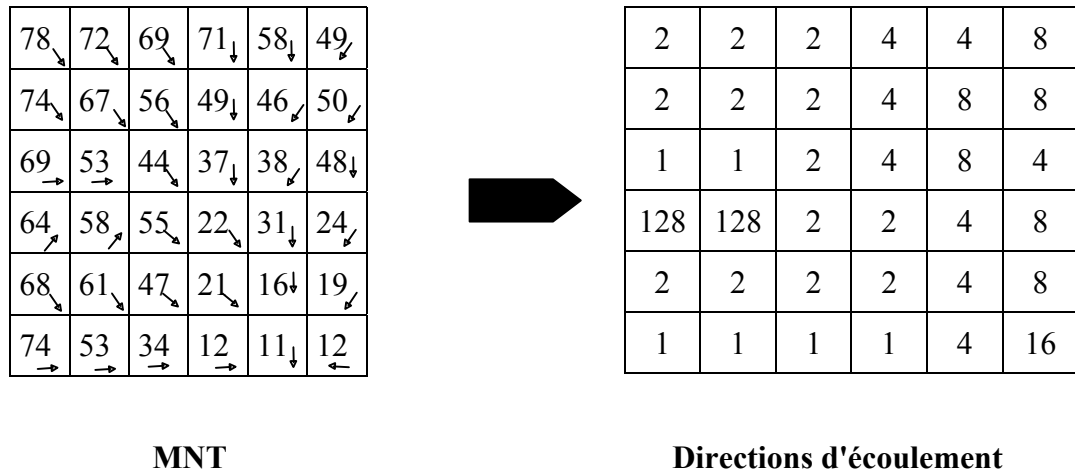 78 72 69 71 58 49 2 2 2 4 4 8
74 67 56 49 46 50 2 2 2 4 8 8
69 53 44 37 38 48 1 1 2 4 8 4
64 58 55 22 31 24 128 128 2 2 4 8
68 61 47 21 16 19 2 2 2 2 4 8
74 53 34 12 11 12 1 1 1 1 4 16
MNT Directions d'écoulement